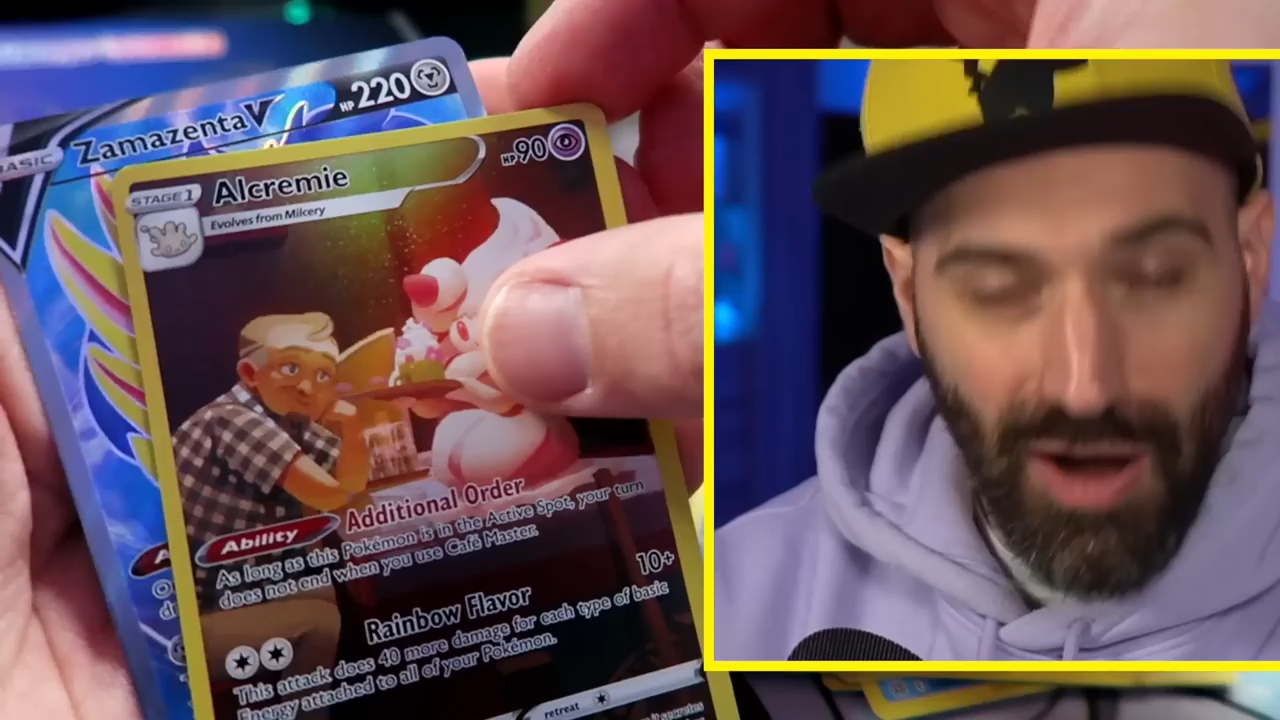 BASIC
Zamazenta V
HP 220
STAGE 1
Alcremie
HP 90
Evolves from Milcery
Ability
Additional Order
As long as this Pokémon is in the Active Spot, your turn
does not end when you use Café Master.
Rainbow Flavor
10+
This attack does 40 more damage for each type of basic
Energy attached to all of your Pokémon.
retreat